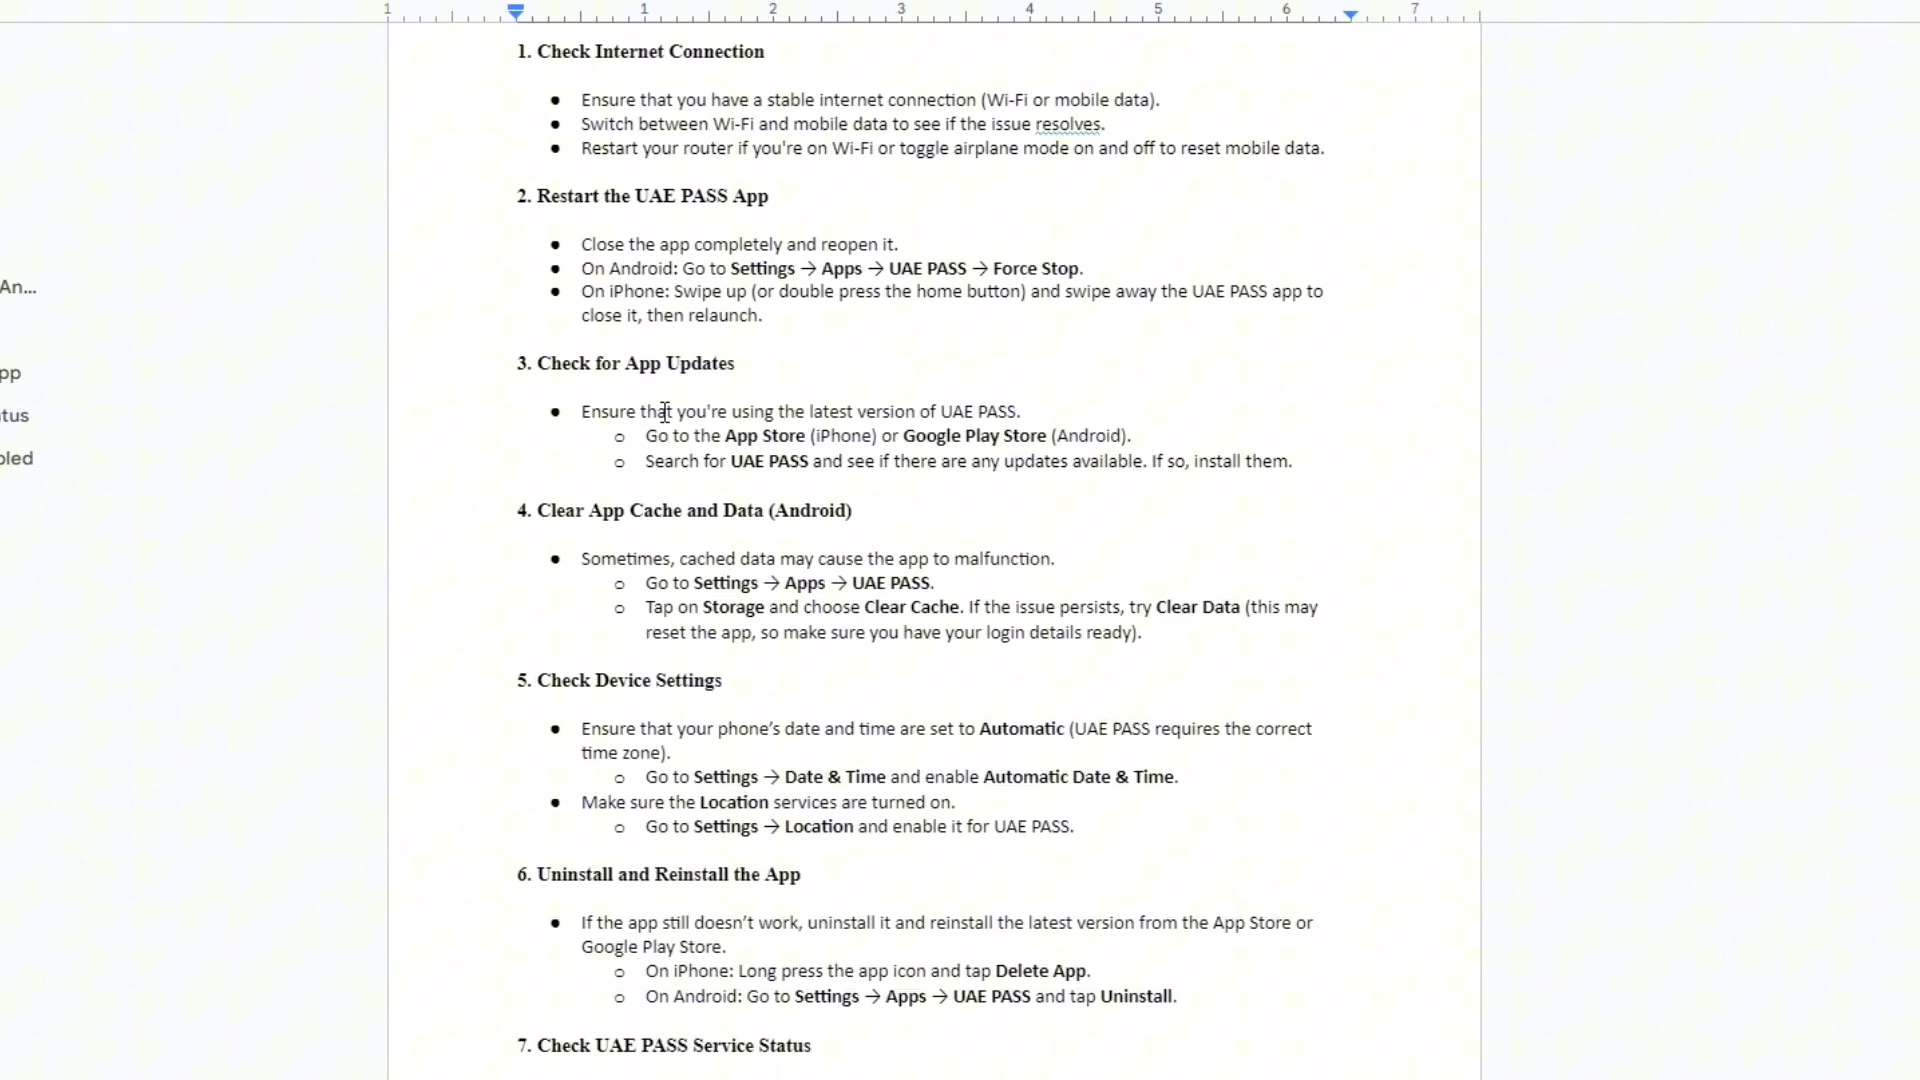 1 1 2 3 4 5 6 7
1. Check Internet Connection
● Ensure that you have a stable internet connection (Wi-Fi or mobile data).
● Switch between Wi-Fi and mobile data to see if the issue resolves.
● Restart your router if you're on Wi-Fi or toggle airplane mode on and off to reset mobile data.
2. Restart the UAE PASS App
● Close the app completely and reopen it.
● On Android: Go to Settings → Apps → UAE PASS → Force Stop.
An...
● On iPhone: Swipe up (or double press the home button) and swipe away the UAE PASS app to
close it, then relaunch.
3. Check for App Updates
pp
● Ensure that you're using the latest version of UAE PASS.
tus
○ Go to the App Store (iPhone) or Google Play Store (Android).
bled
○ Search for UAE PASS and see if there are any updates available. If so, install them.
4. Clear App Cache and Data (Android)
● Sometimes, cached data may cause the app to malfunction.
○ Go to Settings → Apps → UAE PASS.
○ Tap on Storage and choose Clear Cache. If the issue persists, try Clear Data (this may
reset the app, so make sure you have your login details ready).
5. Check Device Settings
● Ensure that your phone’s date and time are set to Automatic (UAE PASS requires the correct
time zone).
○ Go to Settings → Date & Time and enable Automatic Date & Time.
● Make sure the Location services are turned on.
○ Go to Settings → Location and enable it for UAE PASS.
6. Uninstall and Reinstall the App
● If the app still doesn’t work, uninstall it and reinstall the latest version from the App Store or
Google Play Store.
○ On iPhone: Long press the app icon and tap Delete App.
○ On Android: Go to Settings → Apps → UAE PASS and tap Uninstall.
7. Check UAE PASS Service Status